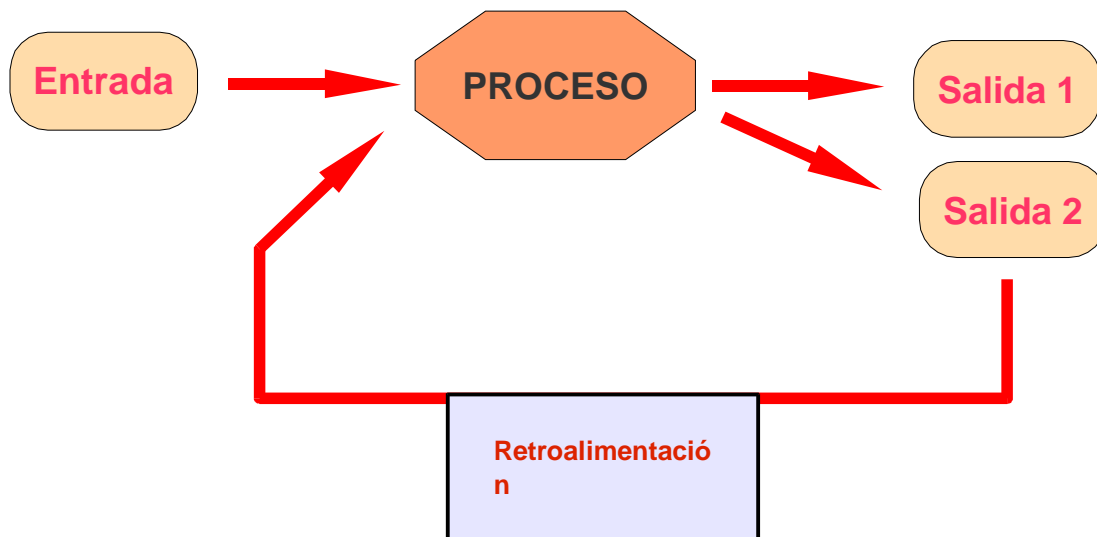 Entrada
PROCESO
Salida 1
Salida 2
Retroalimentació
n